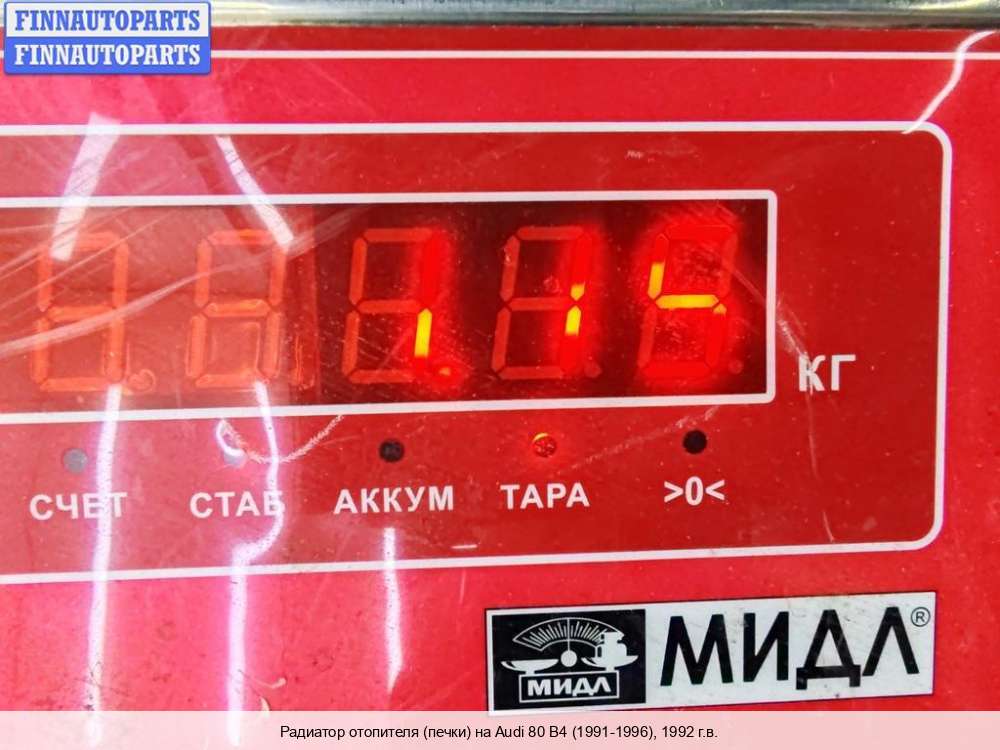 FINNAUTOPARTS
FINNAUTOPARTS
КГ
СЧЕТ СТАБ АККУМ ТАРА >0<
МИДЛ МИДЛ®
Радиатор отопителя (печки) на Audi 80 B4 (1991-1996), 1992 г.в.